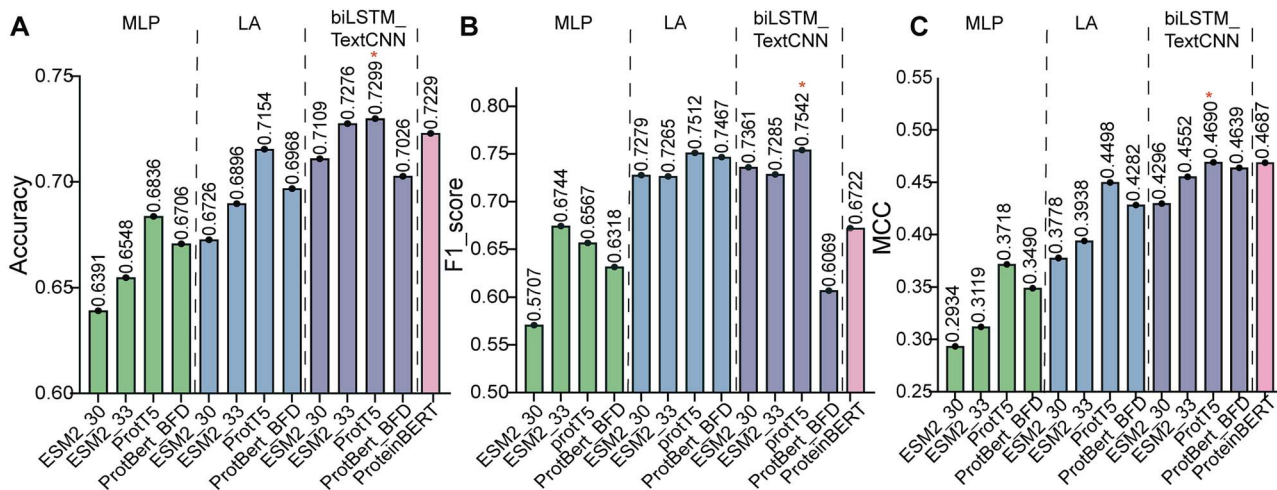 A
MLP
LA
biLSTM_
TextCNN
Accuracy
0.75
0.70
0.65
0.60
0.6391
0.6548
0.6836
0.6706
0.6726
0.6896
0.7154
0.6968
0.7109
0.7276
*
0.7299
0.7026
0.7229
ESM2_30
ESM2_33
ProtT5
ProtBert_BFD
ESM2_30
ESM2_33
ProtT5
ProtBert_BFD
ESM2_30
ESM2_33
ProtT5
ProtBert_BFD
ProteinBERT
B
MLP
LA
biLSTM_
TextCNN
F1_score
0.80
0.75
0.70
0.65
0.60
0.55
0.50
0.5707
0.6744
0.6567
0.6318
0.7279
0.7265
0.7512
0.7467
0.7361
0.7285
*
0.7542
0.6069
0.6722
ESM2_30
ESM2_33
protT5
ProtBert_BFD
ESM2_30
ESM2_33
protT5
ProtBert_BFD
ESM2_30
ESM2_33
protT5
ProtBert_BFD
ProteinBERT
C
MLP
LA
biLSTM_
TextCNN
MCC
0.55
0.50
0.45
0.40
0.35
0.30
0.25
0.2934
0.3119
0.3718
0.3490
0.3778
0.3938
0.4498
0.4282
0.4296
0.4552
*
0.4690
0.4639
0.4687
ESM2_30
ESM2_33
ProtT5
ProtBert_BFD
ESM2_30
ESM2_33
ProtT5
ProtBert_BFD
ESM2_30
ESM2_33
ProtT5
ProtBert_BFD
ProteinBERT